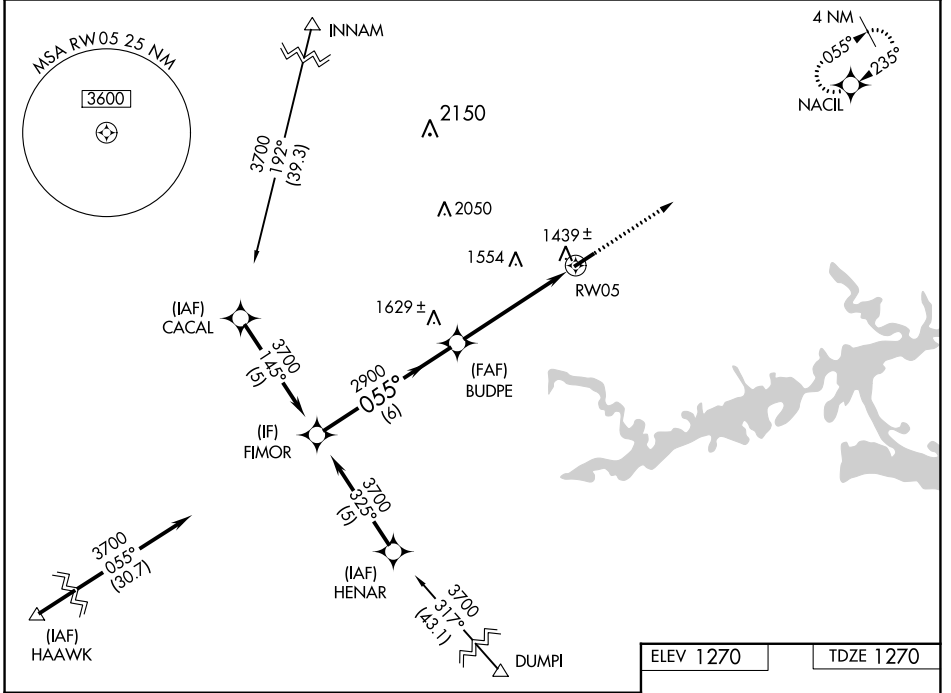 MSA RW05 25 NM
3600
INNAM
3700
192°
(39.3)
2150
2050
1554
1439 ±
RW05
1629 ±
4 NM
055°
235°
NACIL
(IAF)
CACAL
3700
145°
(5)
2900
055°
(6)
(FAF)
BUDPE
(IF)
FIMOR
3700
325°
(5)
3700
055°
(30.7)
(IAF)
HAAWK
(IAF)
HENAR
3700
317°
(43.1)
DUMPI
ELEV 1270
TDZE 1270